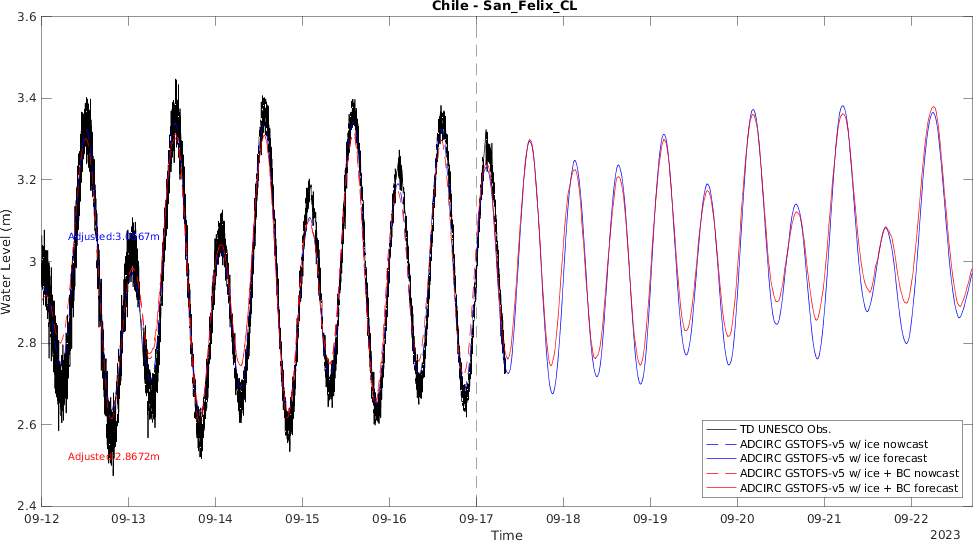 Chile - San_Felix_CL
3.6
3.4
3.2
3
2.8
2.6
2.4
Water Level (m)
Adjusted:2.8672m
TD UNESCO Obs.
ADCIRC GSTOFS-v5 w/ ice nowcast
ADCIRC GSTOFS-v5 w/ ice forecast
ADCIRC GSTOFS-v5 w/ ice + BC nowcast
ADCIRC GSTOFS-v5 w/ ice + BC forecast
09-12 09-13 09-14 09-15 09-16 09-17 09-18 09-19 09-20 09-21 09-22
Time
2023